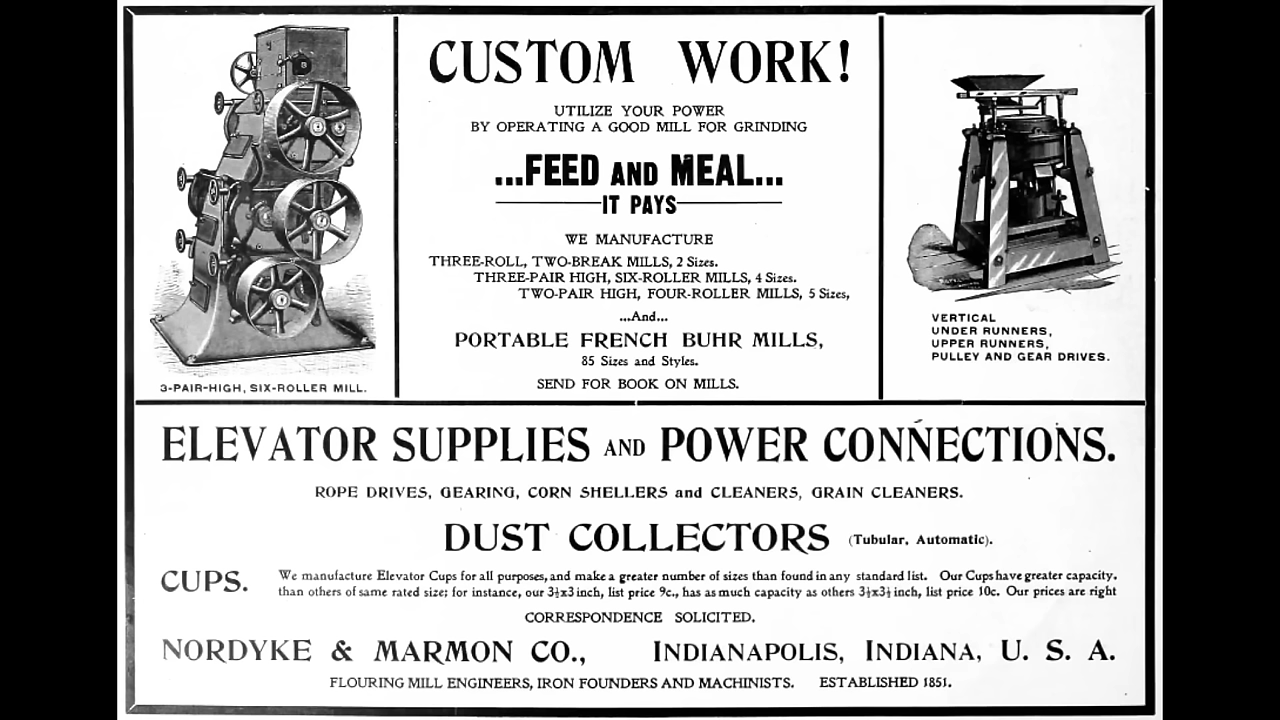 3-PAIR-HIGH, SIX-ROLLER MILL.
CUSTOM WORK!
UTILIZE YOUR POWER
BY OPERATING A GOOD MILL FOR GRINDING
...FEED AND MEAL...
IT PAYS
WE MANUFACTURE
THREE-ROLL, TWO-BREAK MILLS, 2 Sizes.
THREE-PAIR HIGH, SIX-ROLLER MILLS, 4 Sizes.
TWO-PAIR HIGH, FOUR-ROLLER MILLS, 5 Sizes,
...And...
PORTABLE FRENCH BUHR MILLS,
85 Sizes and Styles.
SEND FOR BOOK ON MILLS.
VERTICAL
UNDER RUNNERS,
UPPER RUNNERS,
PULLEY AND GEAR DRIVES.
ELEVATOR SUPPLIES AND POWER CONNECTIONS.
ROPE DRIVES, GEARING, CORN SHELLERS and CLEANERS, GRAIN CLEANERS.
DUST COLLECTORS (Tubular, Automatic).
CUPS. We manufacture Elevator Cups for all purposes, and make a greater number of sizes than found in any standard list. Our Cups have greater capacity,
than others of same rated size; for instance, our 3½x3 inch, list price 9c., has as much capacity as others 3½x3½ inch, list price 10c. Our prices are right
CORRESPONDENCE SOLICITED.
NORDYKE & MARMON CO., INDIANAPOLIS, INDIANA, U. S. A.
FLOURING MILL ENGINEERS, IRON FOUNDERS AND MACHINISTS. ESTABLISHED 1851.